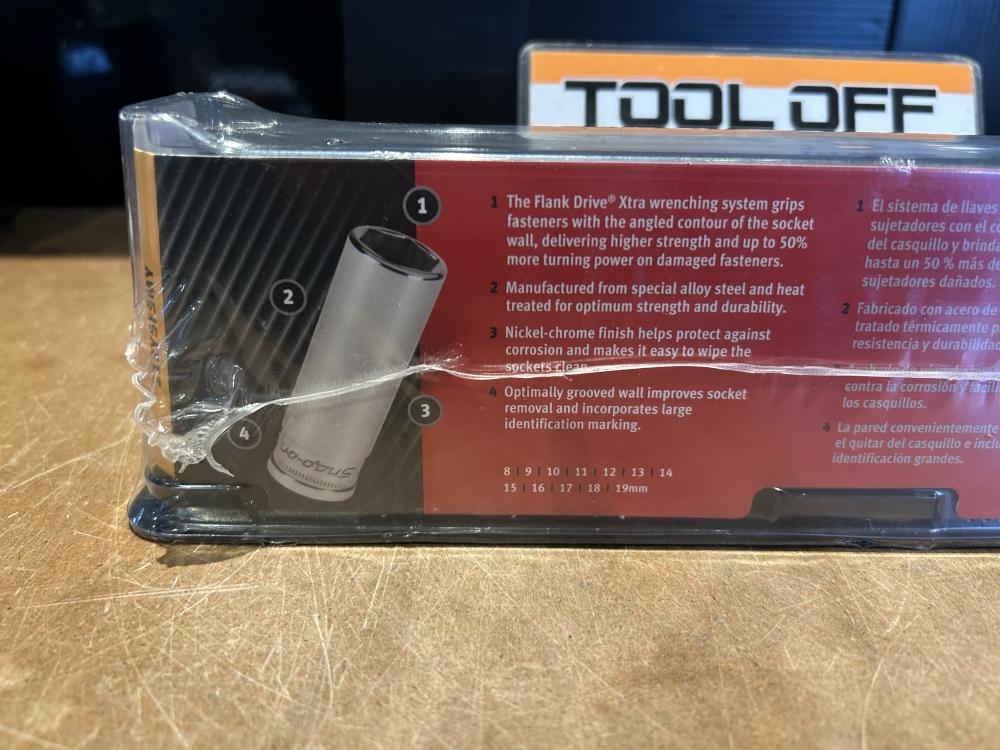 TOOL OFF
1
2
3
4
snap-on
1 The Flank Drive® Xtra wrenching system grips
fasteners with the angled contour of the socket
wall, delivering higher strength and up to 50%
more turning power on damaged fasteners.
2 Manufactured from special alloy steel and heat
treated for optimum strength and durability.
3 Nickel-chrome finish helps protect against
corrosion and makes it easy to wipe the
sockets clean
4 Optimally grooved wall improves socket
removal and incorporates large
identification marking.
8 | 9 | 10 | 11 | 12 | 13 | 14
15 | 16 | 17 | 18 | 19mm
1 El sistema de llaves
sujetadores con el
del casquillo y brinda
hasta un 50 % más de
sujetadores dañados.
2 Fabricado con acero de
tratado térmicamente
resistencia y durabilidad
contra la corrosión y
los casquillos.
4 La pared convenientemente
el quitar del casquillo e
identificación grandes.